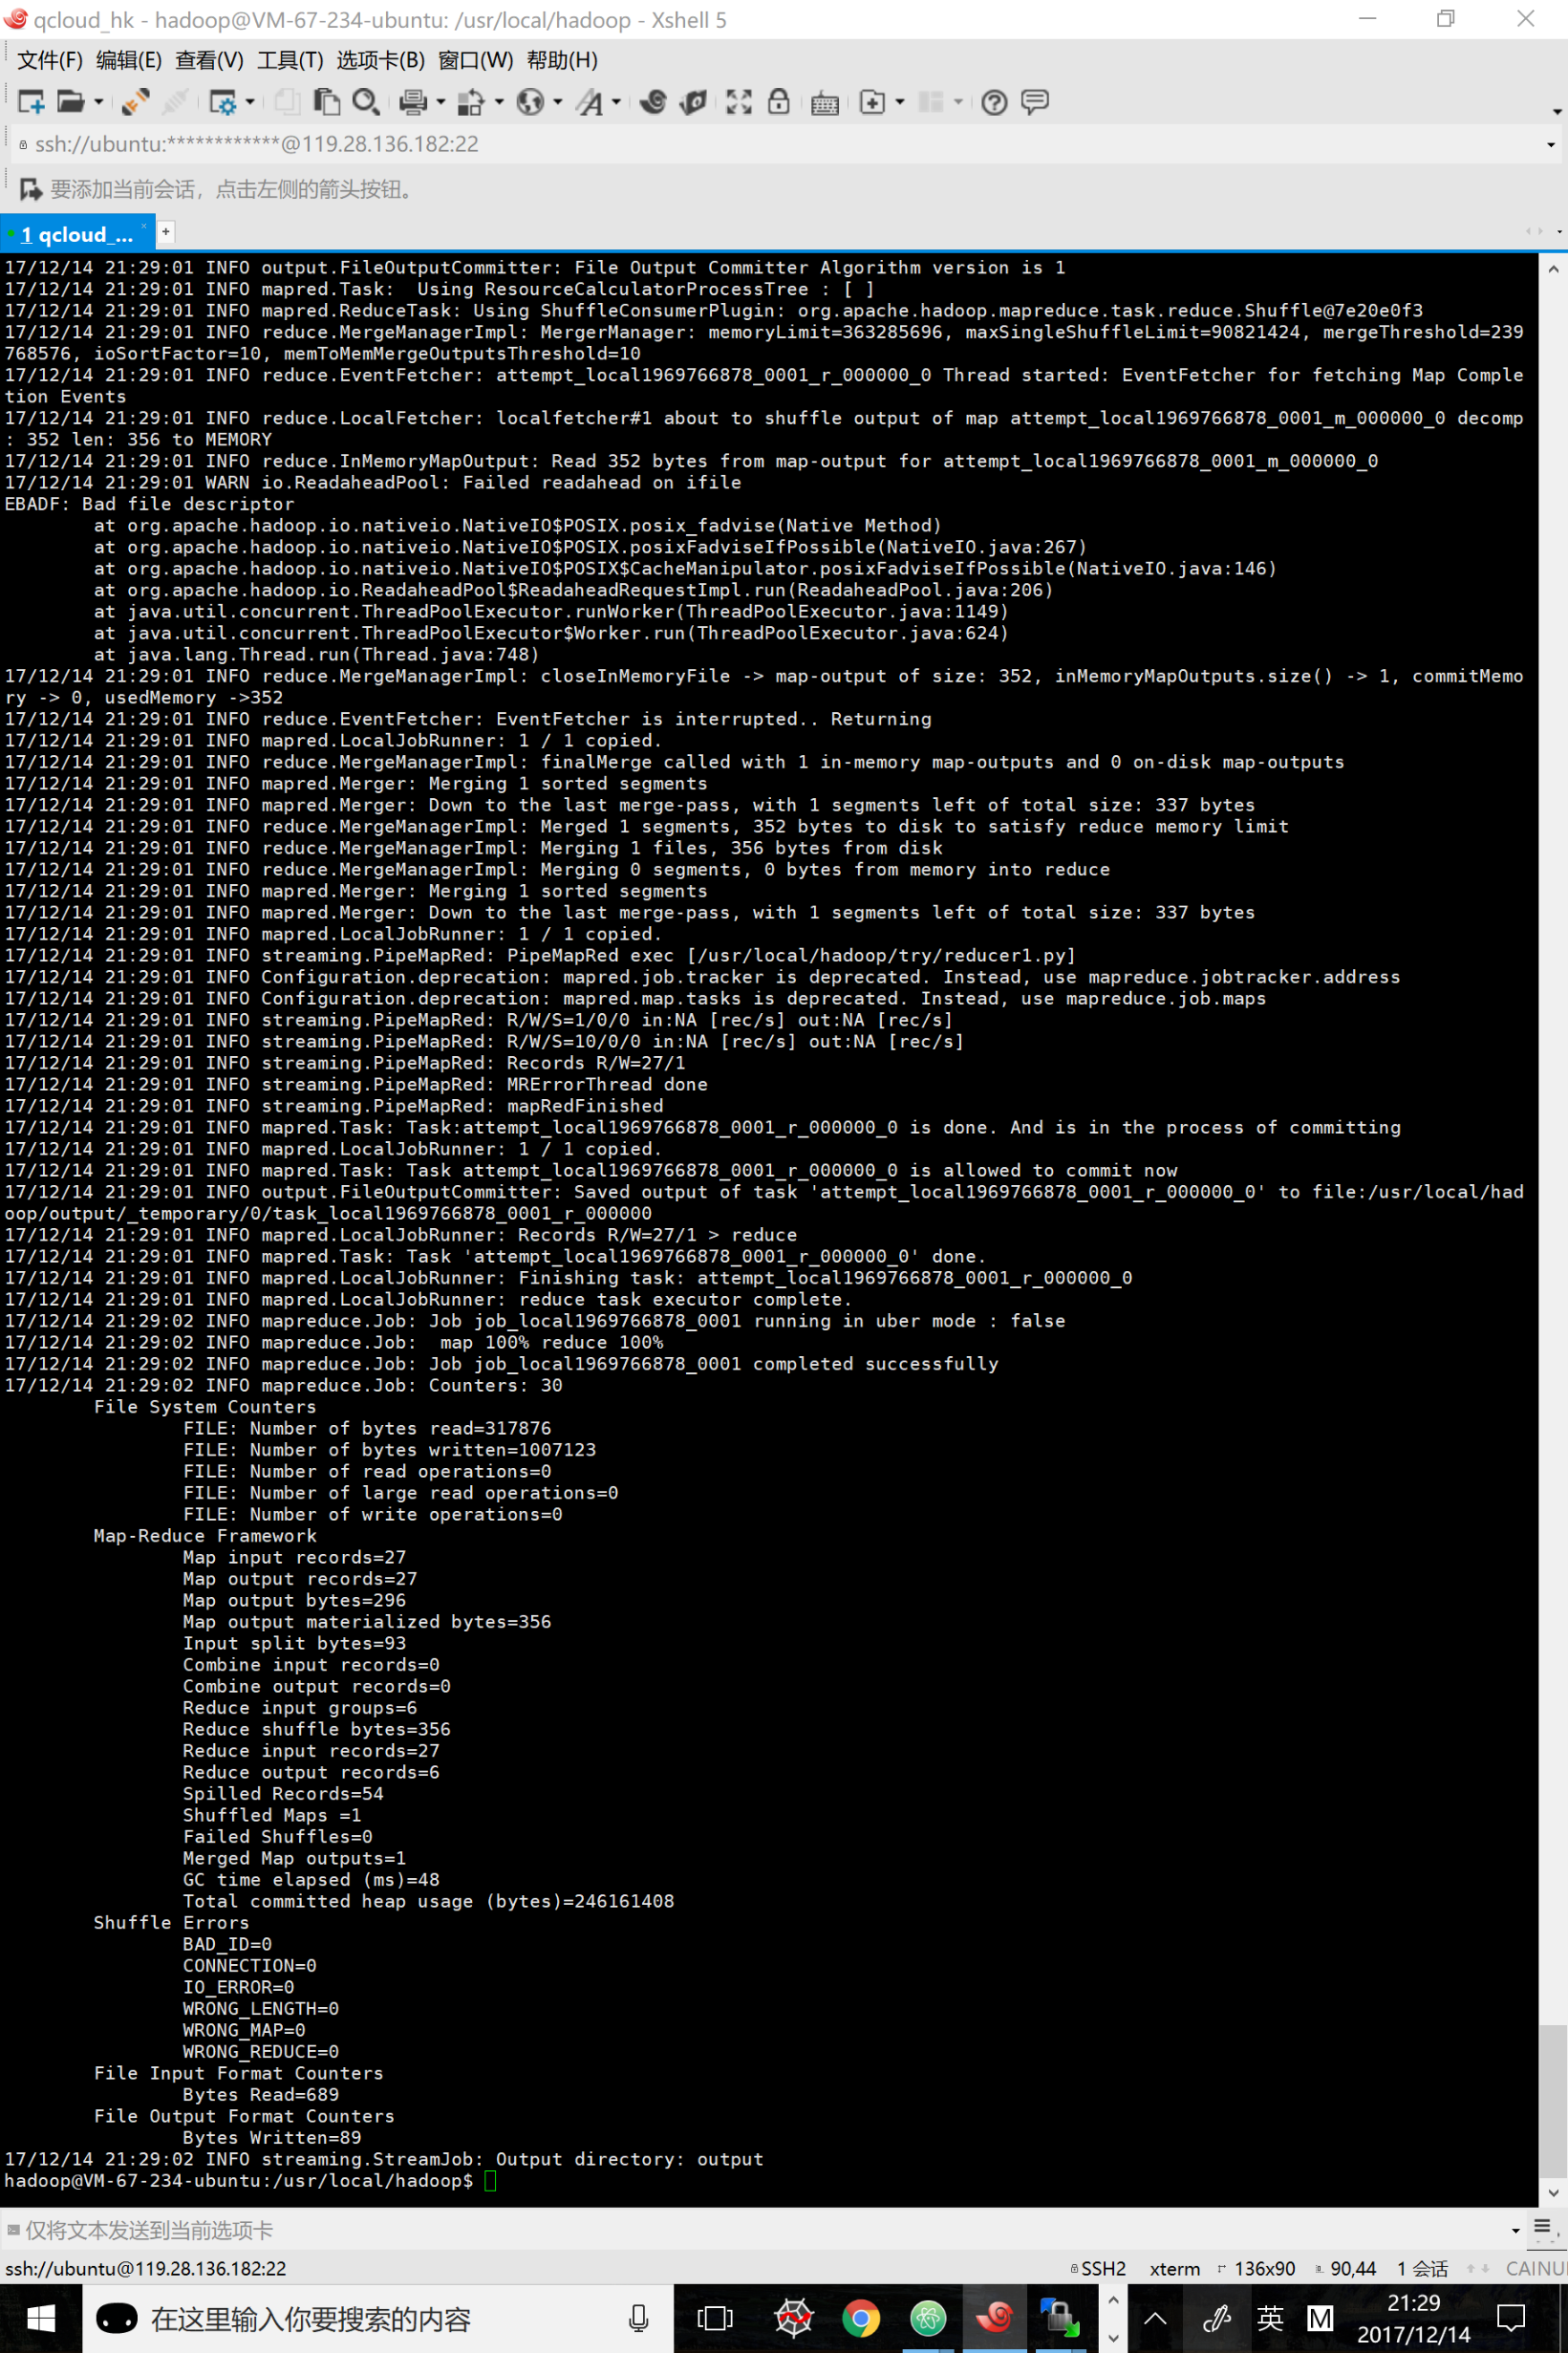 qcloud_hk - hadoop@VM-67-234-ubuntu: /usr/local/hadoop - Xshell 5
文件(F) 编辑(E) 查看(V) 工具(T) 选项卡(B) 窗口(W) 帮助(H)
ssh://ubuntu:************@119.28.136.182:22
要添加当前会话，点击左侧的箭头按钮。
1 qcloud_...
17/12/14 21:29:01 INFO output.FileOutputCommitter: File Output Committer Algorithm version is 1
17/12/14 21:29:01 INFO mapred.Task:  Using ResourceCalculatorProcessTree : [ ]
17/12/14 21:29:01 INFO mapred.ReduceTask: Using ShuffleConsumerPlugin: org.apache.hadoop.mapreduce.task.reduce.Shuffle@7e20e0f3
17/12/14 21:29:01 INFO reduce.MergeManagerImpl: MergerManager: memoryLimit=363285696, maxSingleShuffleLimit=90821424, mergeThreshold=239
768576, ioSortFactor=10, memToMemMergeOutputsThreshold=10
17/12/14 21:29:01 INFO reduce.EventFetcher: attempt_local1969766878_0001_r_000000_0 Thread started: EventFetcher for fetching Map Comple
tion Events
17/12/14 21:29:01 INFO reduce.LocalFetcher: localfetcher#1 about to shuffle output of map attempt_local1969766878_0001_m_000000_0 decomp
: 352 len: 356 to MEMORY
17/12/14 21:29:01 INFO reduce.InMemoryMapOutput: Read 352 bytes from map-output for attempt_local1969766878_0001_m_000000_0
17/12/14 21:29:01 WARN io.ReadaheadPool: Failed readahead on ifile
EBADF: Bad file descriptor
        at org.apache.hadoop.io.nativeio.NativeIO$POSIX.posix_fadvise(Native Method)
        at org.apache.hadoop.io.nativeio.NativeIO$POSIX.posixFadviseIfPossible(NativeIO.java:267)
        at org.apache.hadoop.io.nativeio.NativeIO$POSIX$CacheManipulator.posixFadviseIfPossible(NativeIO.java:146)
        at org.apache.hadoop.io.ReadaheadPool$ReadaheadRequestImpl.run(ReadaheadPool.java:206)
        at java.util.concurrent.ThreadPoolExecutor.runWorker(ThreadPoolExecutor.java:1149)
        at java.util.concurrent.ThreadPoolExecutor$Worker.run(ThreadPoolExecutor.java:624)
        at java.lang.Thread.run(Thread.java:748)
17/12/14 21:29:01 INFO reduce.MergeManagerImpl: closeInMemoryFile -> map-output of size: 352, inMemoryMapOutputs.size() -> 1, commitMemo
ry -> 0, usedMemory ->352
17/12/14 21:29:01 INFO reduce.EventFetcher: EventFetcher is interrupted.. Returning
17/12/14 21:29:01 INFO mapred.LocalJobRunner: 1 / 1 copied.
17/12/14 21:29:01 INFO reduce.MergeManagerImpl: finalMerge called with 1 in-memory map-outputs and 0 on-disk map-outputs
17/12/14 21:29:01 INFO mapred.Merger: Merging 1 sorted segments
17/12/14 21:29:01 INFO mapred.Merger: Down to the last merge-pass, with 1 segments left of total size: 337 bytes
17/12/14 21:29:01 INFO reduce.MergeManagerImpl: Merged 1 segments, 352 bytes to disk to satisfy reduce memory limit
17/12/14 21:29:01 INFO reduce.MergeManagerImpl: Merging 1 files, 356 bytes from disk
17/12/14 21:29:01 INFO reduce.MergeManagerImpl: Merging 0 segments, 0 bytes from memory into reduce
17/12/14 21:29:01 INFO mapred.Merger: Merging 1 sorted segments
17/12/14 21:29:01 INFO mapred.Merger: Down to the last merge-pass, with 1 segments left of total size: 337 bytes
17/12/14 21:29:01 INFO mapred.LocalJobRunner: 1 / 1 copied.
17/12/14 21:29:01 INFO streaming.PipeMapRed: PipeMapRed exec [/usr/local/hadoop/try/reducer1.py]
17/12/14 21:29:01 INFO Configuration.deprecation: mapred.job.tracker is deprecated. Instead, use mapreduce.jobtracker.address
17/12/14 21:29:01 INFO Configuration.deprecation: mapred.map.tasks is deprecated. Instead, use mapreduce.job.maps
17/12/14 21:29:01 INFO streaming.PipeMapRed: R/W/S=1/0/0 in:NA [rec/s] out:NA [rec/s]
17/12/14 21:29:01 INFO streaming.PipeMapRed: R/W/S=10/0/0 in:NA [rec/s] out:NA [rec/s]
17/12/14 21:29:01 INFO streaming.PipeMapRed: Records R/W=27/1
17/12/14 21:29:01 INFO streaming.PipeMapRed: MRErrorThread done
17/12/14 21:29:01 INFO streaming.PipeMapRed: mapRedFinished
17/12/14 21:29:01 INFO mapred.Task: Task:attempt_local1969766878_0001_r_000000_0 is done. And is in the process of committing
17/12/14 21:29:01 INFO mapred.LocalJobRunner: 1 / 1 copied.
17/12/14 21:29:01 INFO mapred.Task: Task attempt_local1969766878_0001_r_000000_0 is allowed to commit now
17/12/14 21:29:01 INFO output.FileOutputCommitter: Saved output of task 'attempt_local1969766878_0001_r_000000_0' to file:/usr/local/had
oop/output/_temporary/0/task_local1969766878_0001_r_000000
17/12/14 21:29:01 INFO mapred.LocalJobRunner: Records R/W=27/1 > reduce
17/12/14 21:29:01 INFO mapred.Task: Task 'attempt_local1969766878_0001_r_000000_0' done.
17/12/14 21:29:01 INFO mapred.LocalJobRunner: Finishing task: attempt_local1969766878_0001_r_000000_0
17/12/14 21:29:01 INFO mapred.LocalJobRunner: reduce task executor complete.
17/12/14 21:29:02 INFO mapreduce.Job: Job job_local1969766878_0001 running in uber mode : false
17/12/14 21:29:02 INFO mapreduce.Job:  map 100% reduce 100%
17/12/14 21:29:02 INFO mapreduce.Job: Job job_local1969766878_0001 completed successfully
17/12/14 21:29:02 INFO mapreduce.Job: Counters: 30
        File System Counters
                FILE: Number of bytes read=317876
                FILE: Number of bytes written=1007123
                FILE: Number of read operations=0
                FILE: Number of large read operations=0
                FILE: Number of write operations=0
        Map-Reduce Framework
                Map input records=27
                Map output records=27
                Map output bytes=296
                Map output materialized bytes=356
                Input split bytes=93
                Combine input records=0
                Combine output records=0
                Reduce input groups=6
                Reduce shuffle bytes=356
                Reduce input records=27
                Reduce output records=6
                Spilled Records=54
                Shuffled Maps =1
                Failed Shuffles=0
                Merged Map outputs=1
                GC time elapsed (ms)=48
                Total committed heap usage (bytes)=246161408
        Shuffle Errors
                BAD_ID=0
                CONNECTION=0
                IO_ERROR=0
                WRONG_LENGTH=0
                WRONG_MAP=0
                WRONG_REDUCE=0
        File Input Format Counters
                Bytes Read=689
        File Output Format Counters
                Bytes Written=89
17/12/14 21:29:02 INFO streaming.StreamJob: Output directory: output
hadoop@VM-67-234-ubuntu:/usr/local/hadoop$
仅将文本发送到当前选项卡
ssh://ubuntu@119.28.136.182:22 SSH2 xterm 136x90 90,44 1 会话 CAINU
在这里输入你要搜索的内容 英 M 21:29
2017/12/14